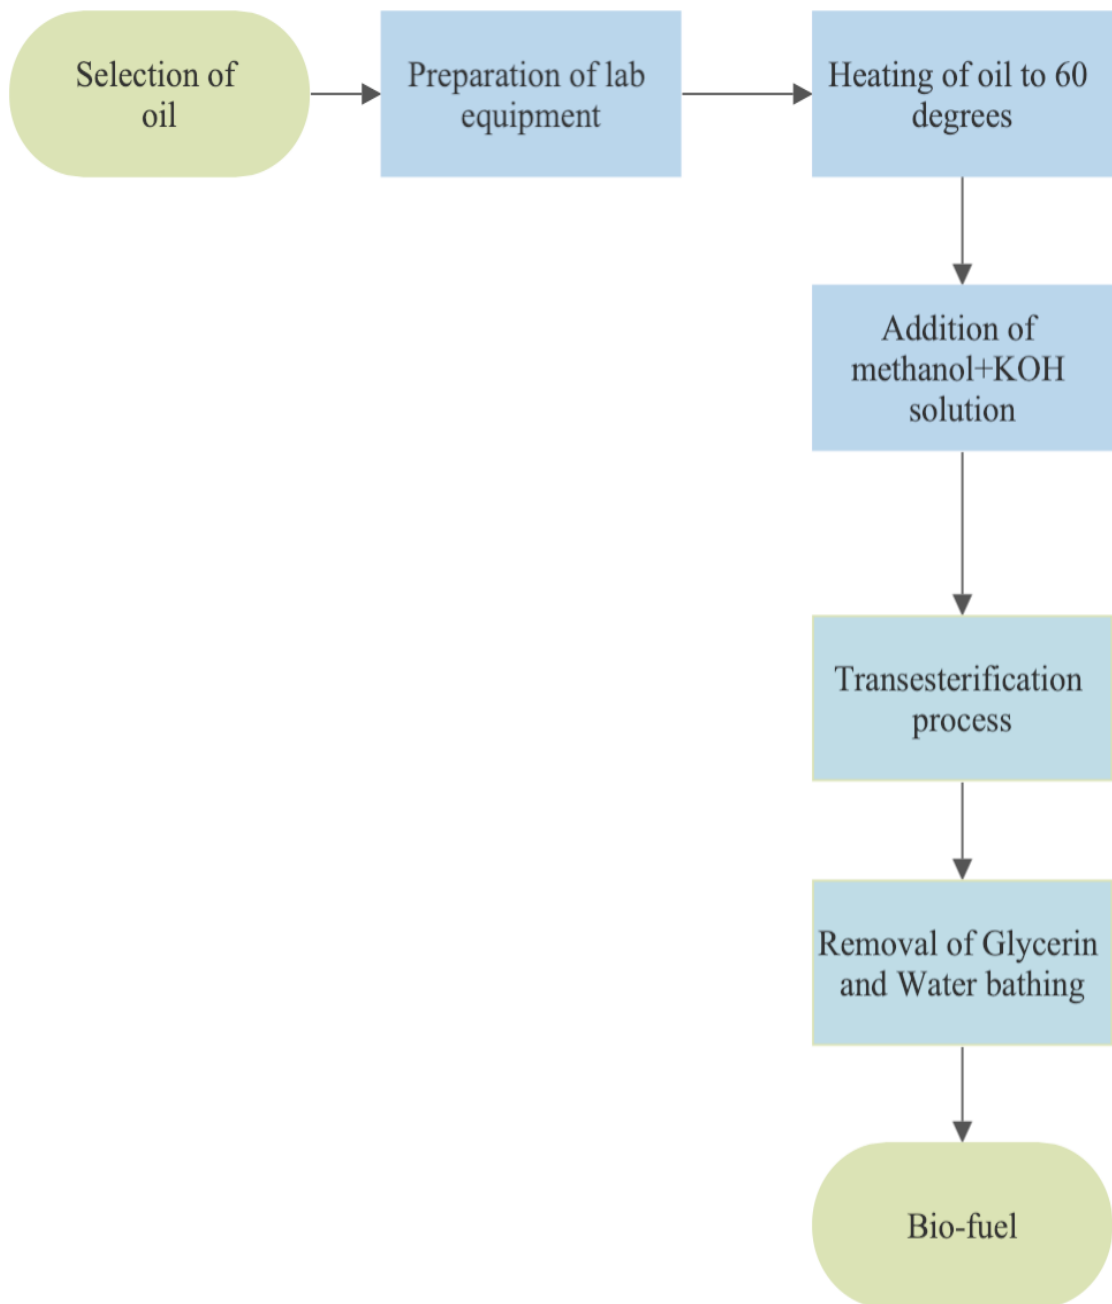 Selection of
oil
Preparation of lab
equipment
Heating of oil to 60
degrees
Addition of
methanol+KOH
solution
Transesterification
process
Removal of Glycerin
and Water bathing
Bio-fuel